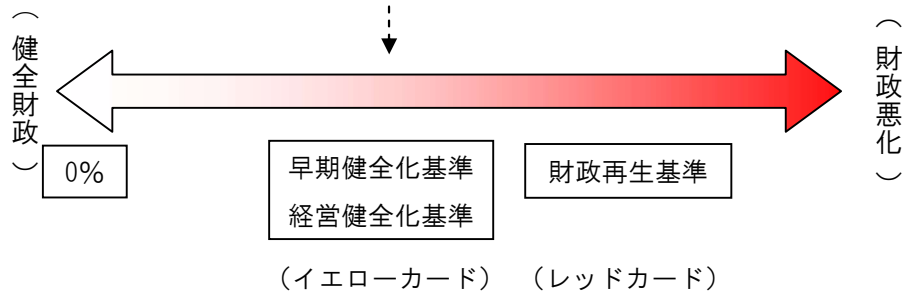 （健全財政）
（財政悪化）
0%
早期健全化基準
経営健全化基準
財政再生基準
（イエローカード）
（レッドカード）